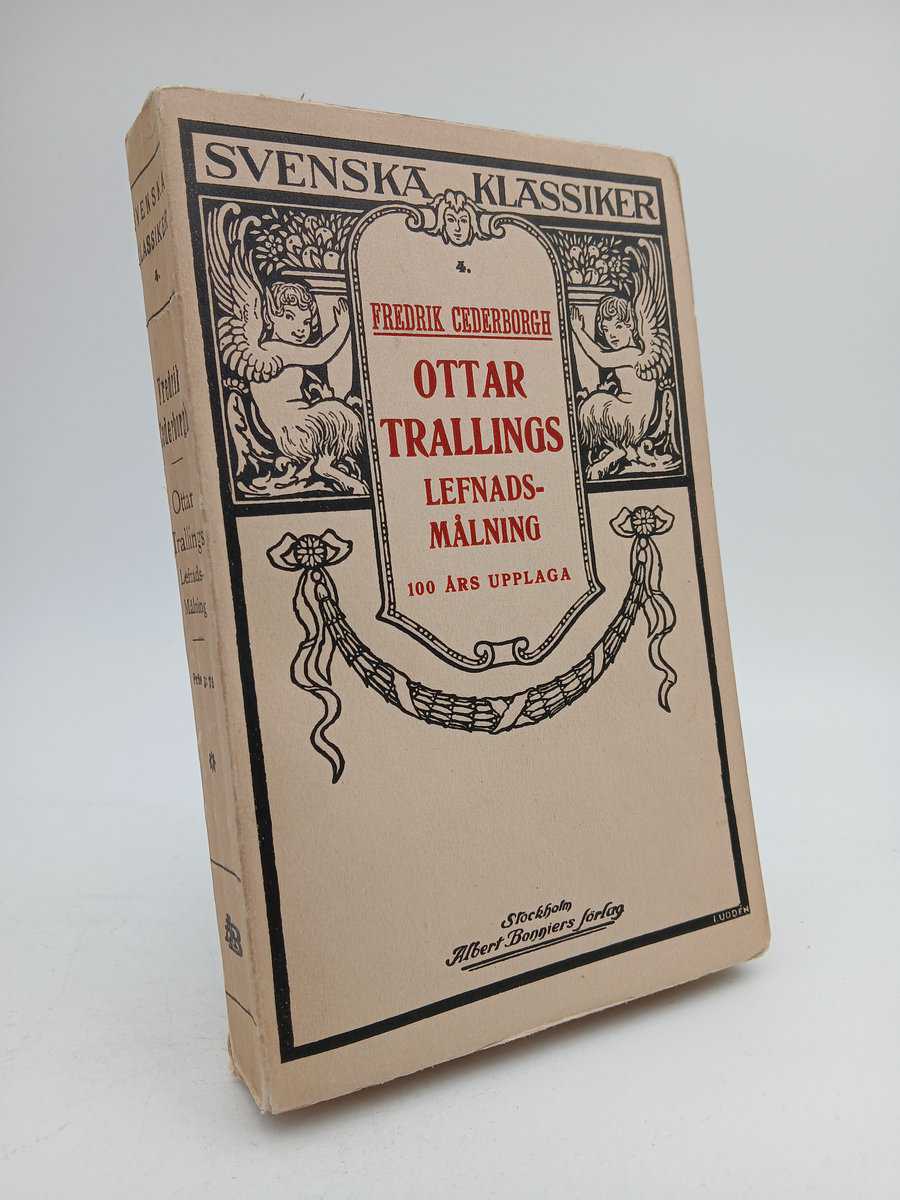 SVENSKA KLASSIKER
4.
FREDRIK CEDERBORGH
OTTAR
TRALLINGS
LEFNADS-
MÅLNING
100 ÅRS UPPLAGA
Stockholm
Albert Bonniers förlag
I. UDDÉN
SVENSKA
KLASSIKER
4.
Fredrik
Cederborgh
Ottar
Trallings
Lefnads-
Målning